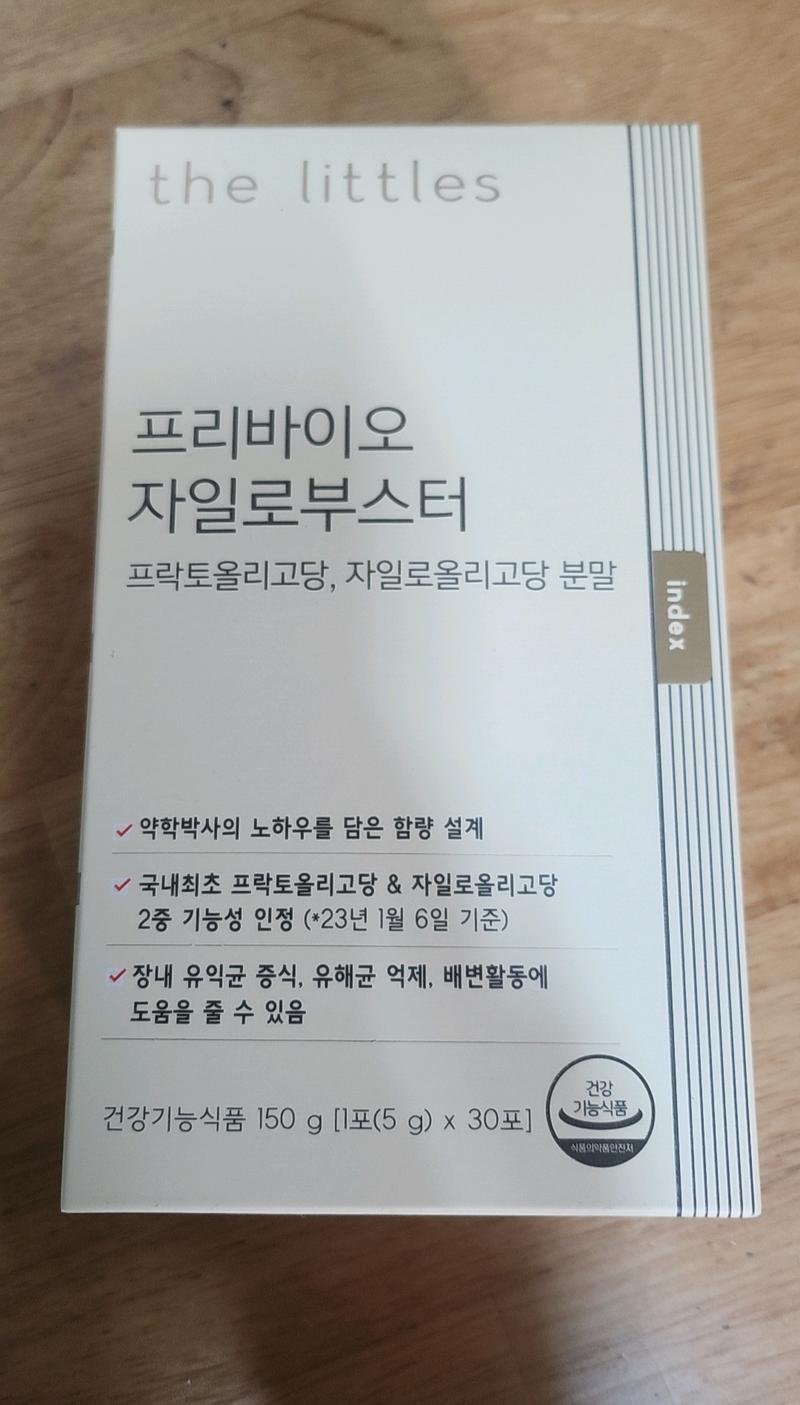 the littles
프리바이오
자일로부스터
프락토올리고당, 자일로올리고당 분말
index
약학박사의 노하우를 담은 함량 설계
국내최초 프락토올리고당 & 자일로올리고당
2중 기능성 인정 (*23년 1월 6일 기준)
장내 유익균 증식, 유해균 억제, 배변활동에
도움을 줄 수 있음
건강기능식품 150 g [1포(5 g) x 30포]
건강
기능식품
식품의약품안전처